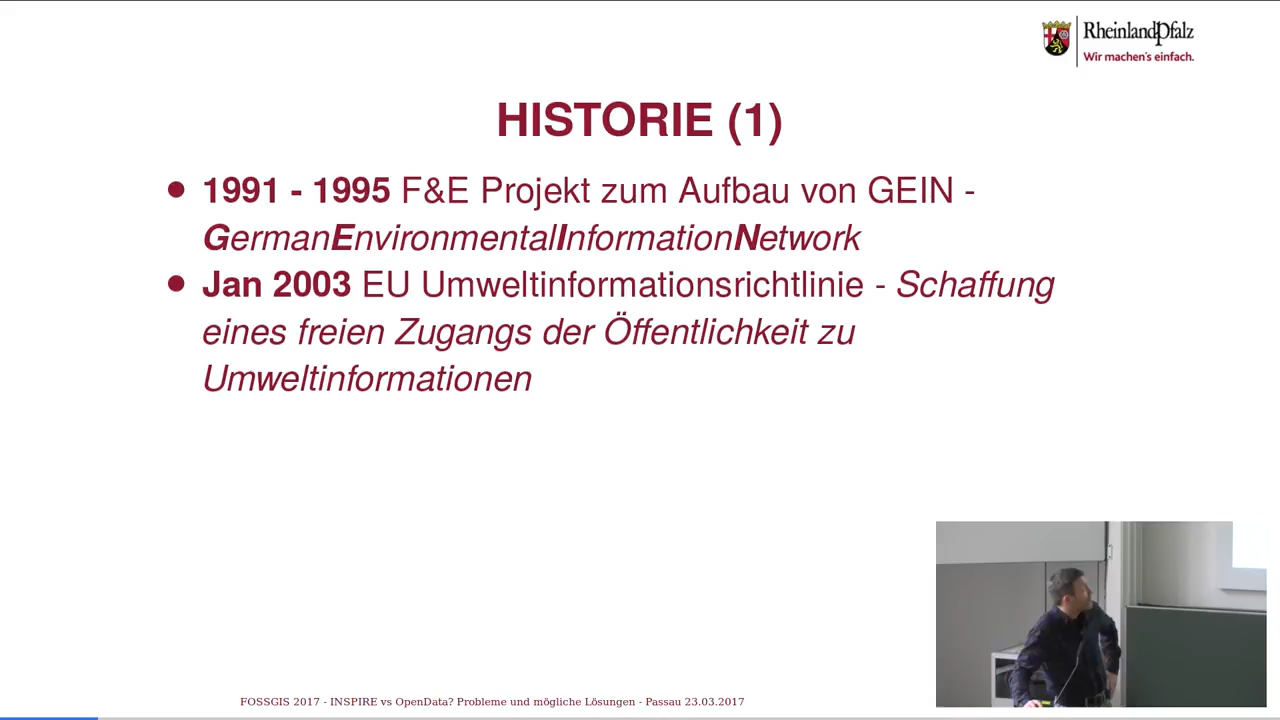 RheinlandPfalz
Wir machen's einfach.
HISTORIE (1)
• 1991 - 1995 F&E Projekt zum Aufbau von GEIN -
GermanEnvironmentalInformationNetwork
• Jan 2003 EU Umweltinformationsrichtlinie - Schaffung
eines freien Zugangs der Öffentlichkeit zu
Umweltinformationen
FOSSGIS 2017 - INSPIRE vs OpenData? Probleme und mögliche Lösungen - Passau 23.03.2017